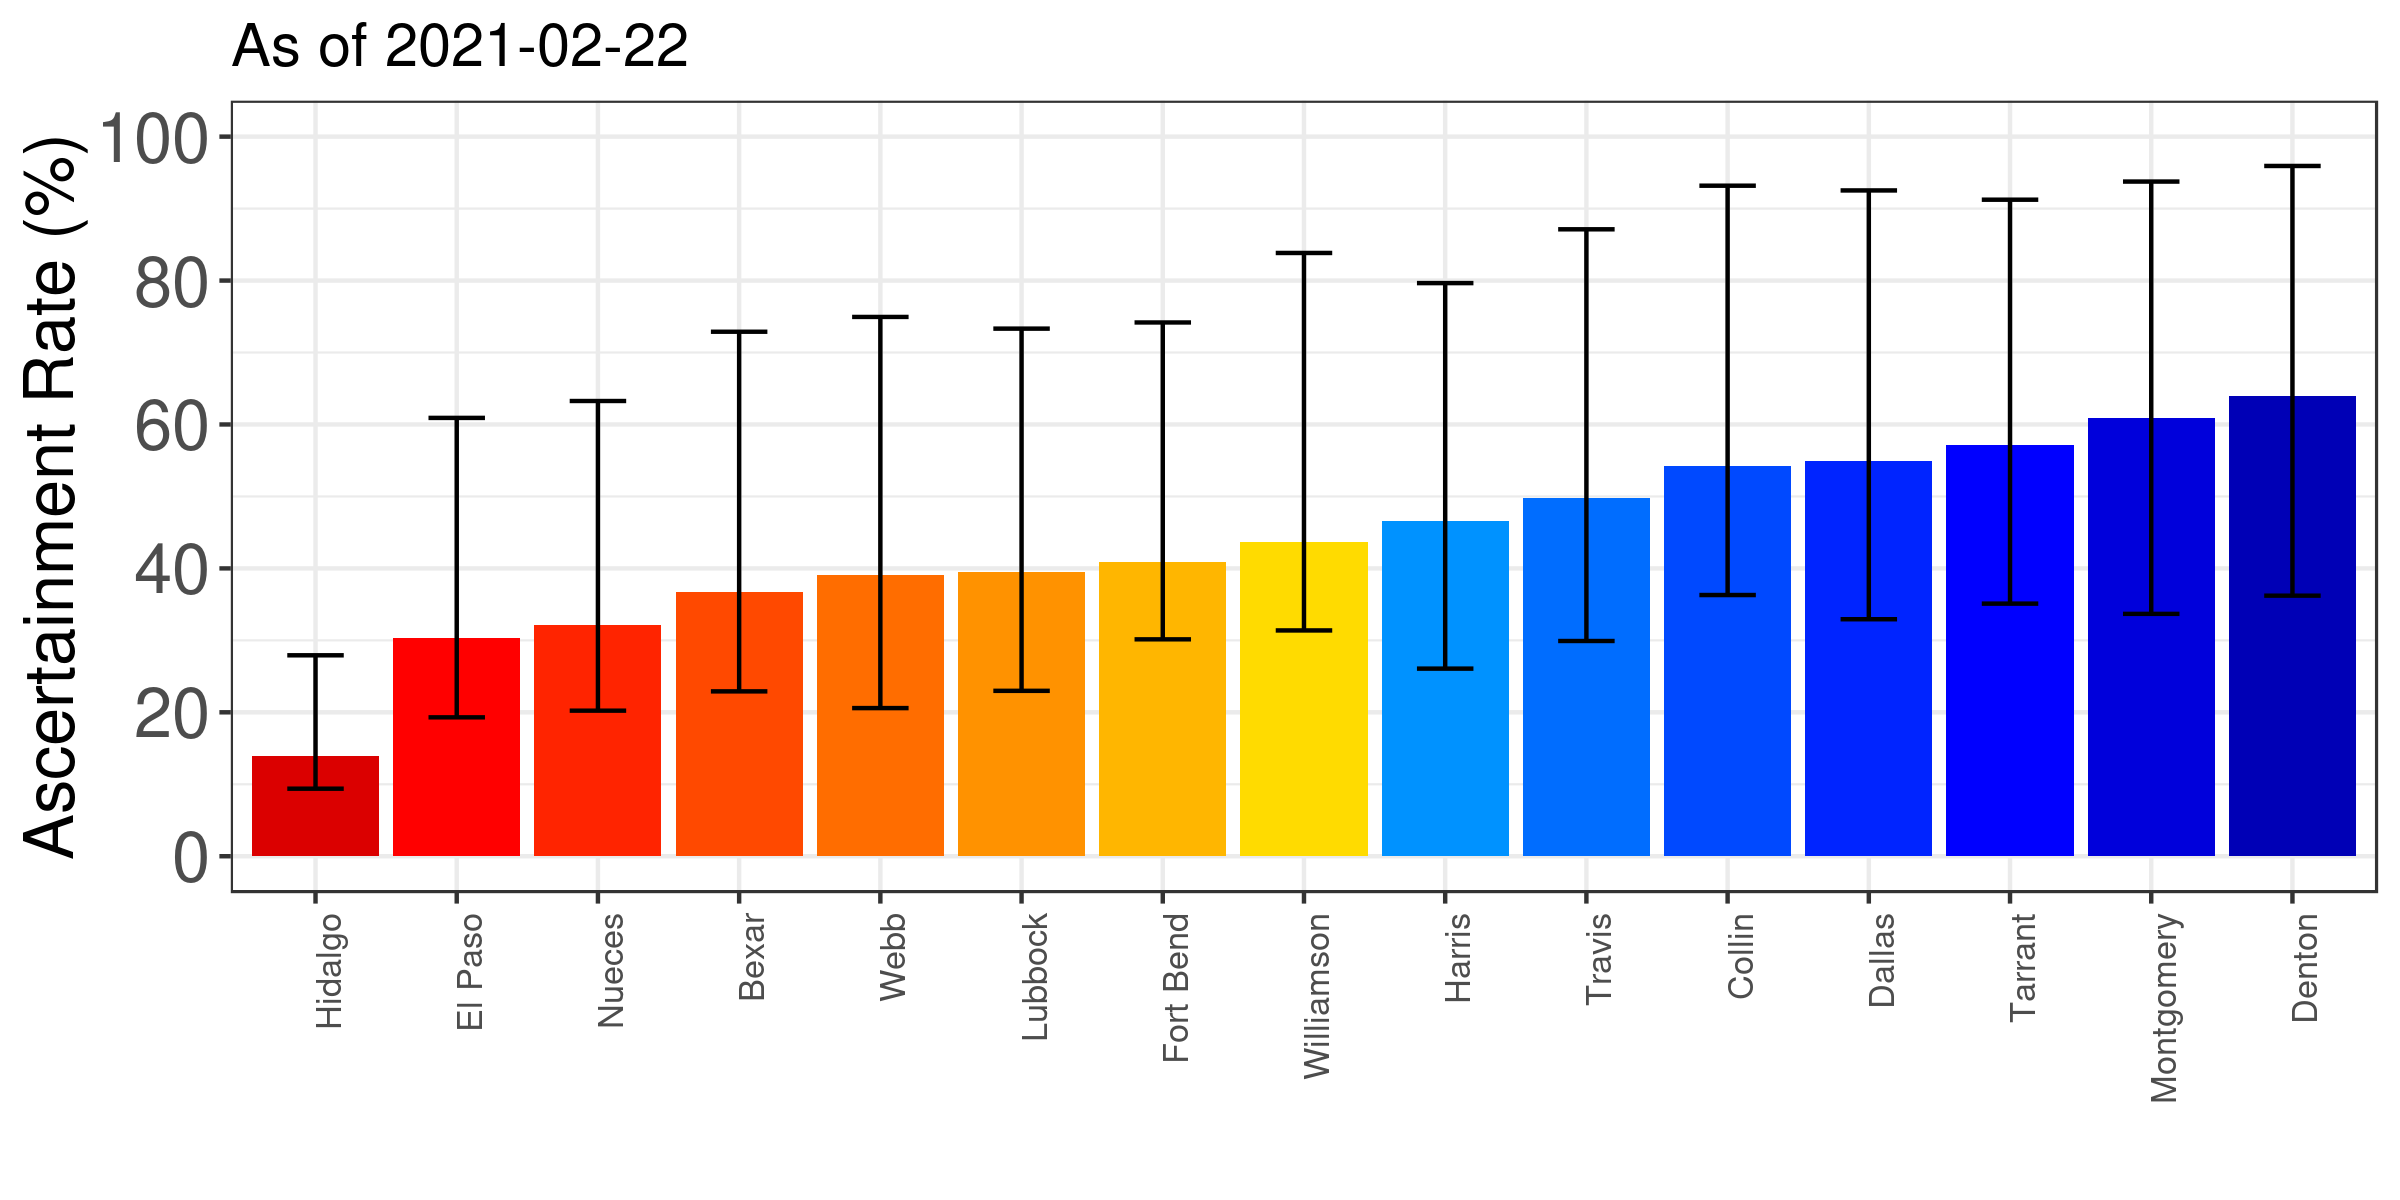 As of 2021-02-22
Ascertainment Rate (%)
100
80
60
40
20
0
Hidalgo
El Paso
Nueces
Bexar
Webb
Lubbock
Fort Bend
Williamson
Harris
Travis
Collin
Dallas
Tarrant
Montgomery
Denton